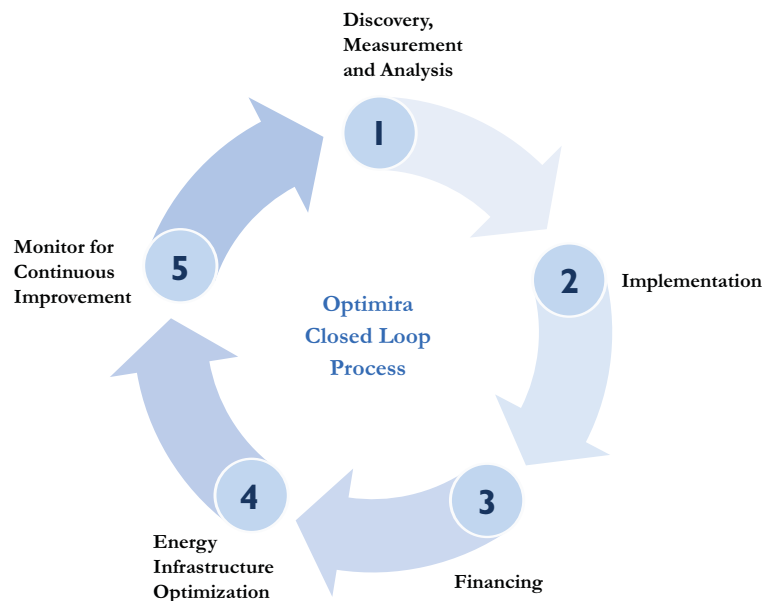 Discovery,
Measurement
and Analysis
1
2
Implementation
3
Financing
4
Energy
Infrastructure
Optimization
5
Monitor for
Continuous
Improvement
Optimira
Closed Loop
Process